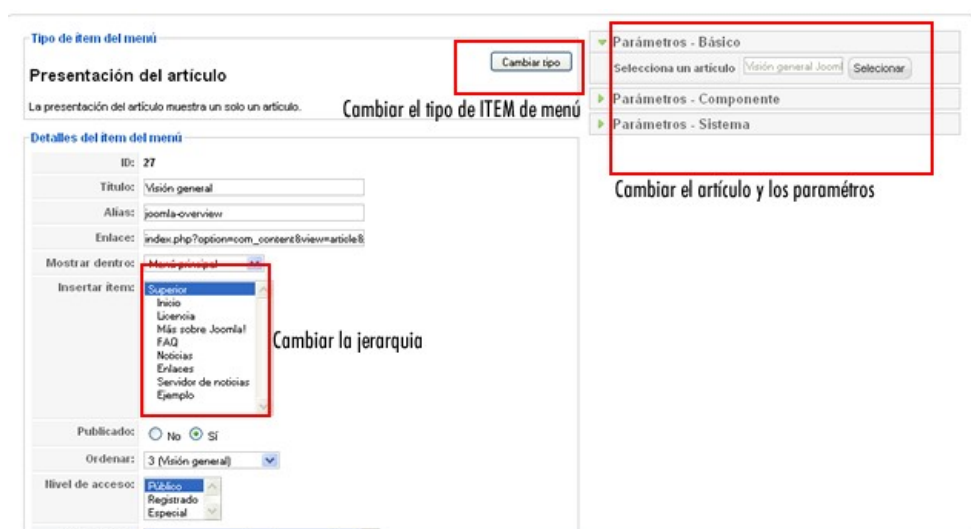 Tipo de ítem del menú
Cambiar tipo
Presentación del artículo
La presentación del artículo muestra un solo un artículo.
Cambiar el tipo de ITEM de menú
Parámetros - Básico
Selecciona un artículo Visión general Jooml Selecionar
Parámetros - Componente
Parámetros - Sistema
Cambiar el artículo y los paramétros
Detalles del ítem del menú
ID: 27
Título: Visión general
Alias: joomla-overview
Enlace: index.php?option=com_content&view=article&
Mostrar dentro: Menú principal
Insertar ítem: Superior
Inicio
Licencia
Más sobre Joomla!
FAQ
Noticias
Enlaces
Servidor de noticias
Ejemplo
Cambiar la jerarquia
Publicado: No Sí
Ordenar: 3 (Visión general)
Nivel de acceso: Público
Registrado
Especial